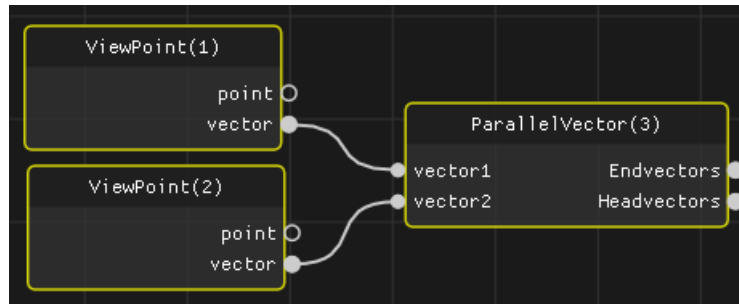 ViewPoint(1)
point
vector
ViewPoint(2)
point
vector
ParallelVector(3)
vector1 Endvectors
vector2 Headvectors